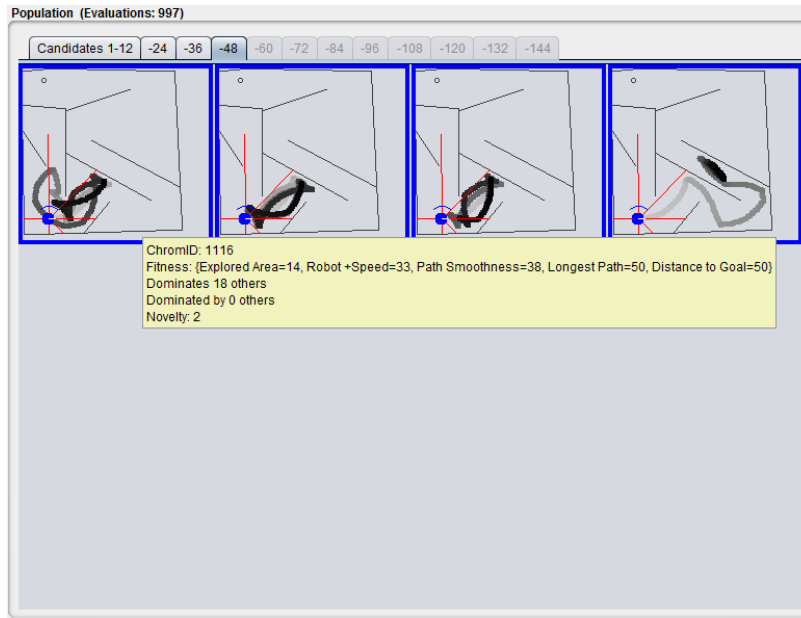 Population (Evaluations: 997)
Candidates 1-12 -24 -36 -48 -60 -72 -84 -96 -108 -120 -132 -144
ChromID: 1116
Fitness: {Explored Area=14, Robot +Speed=33, Path Smoothness=38, Longest Path=50, Distance to Goal=50}
Dominates 18 others
Dominated by 0 others
Novelty: 2